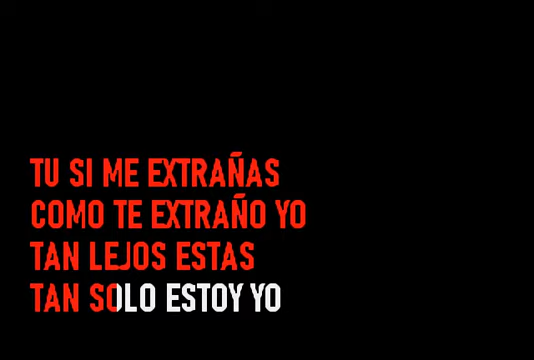 TU SI ME EXTRAÑAS
COMO TE EXTRAÑO YO
TAN LEJOS ESTAS
TAN SOLO ESTOY YO